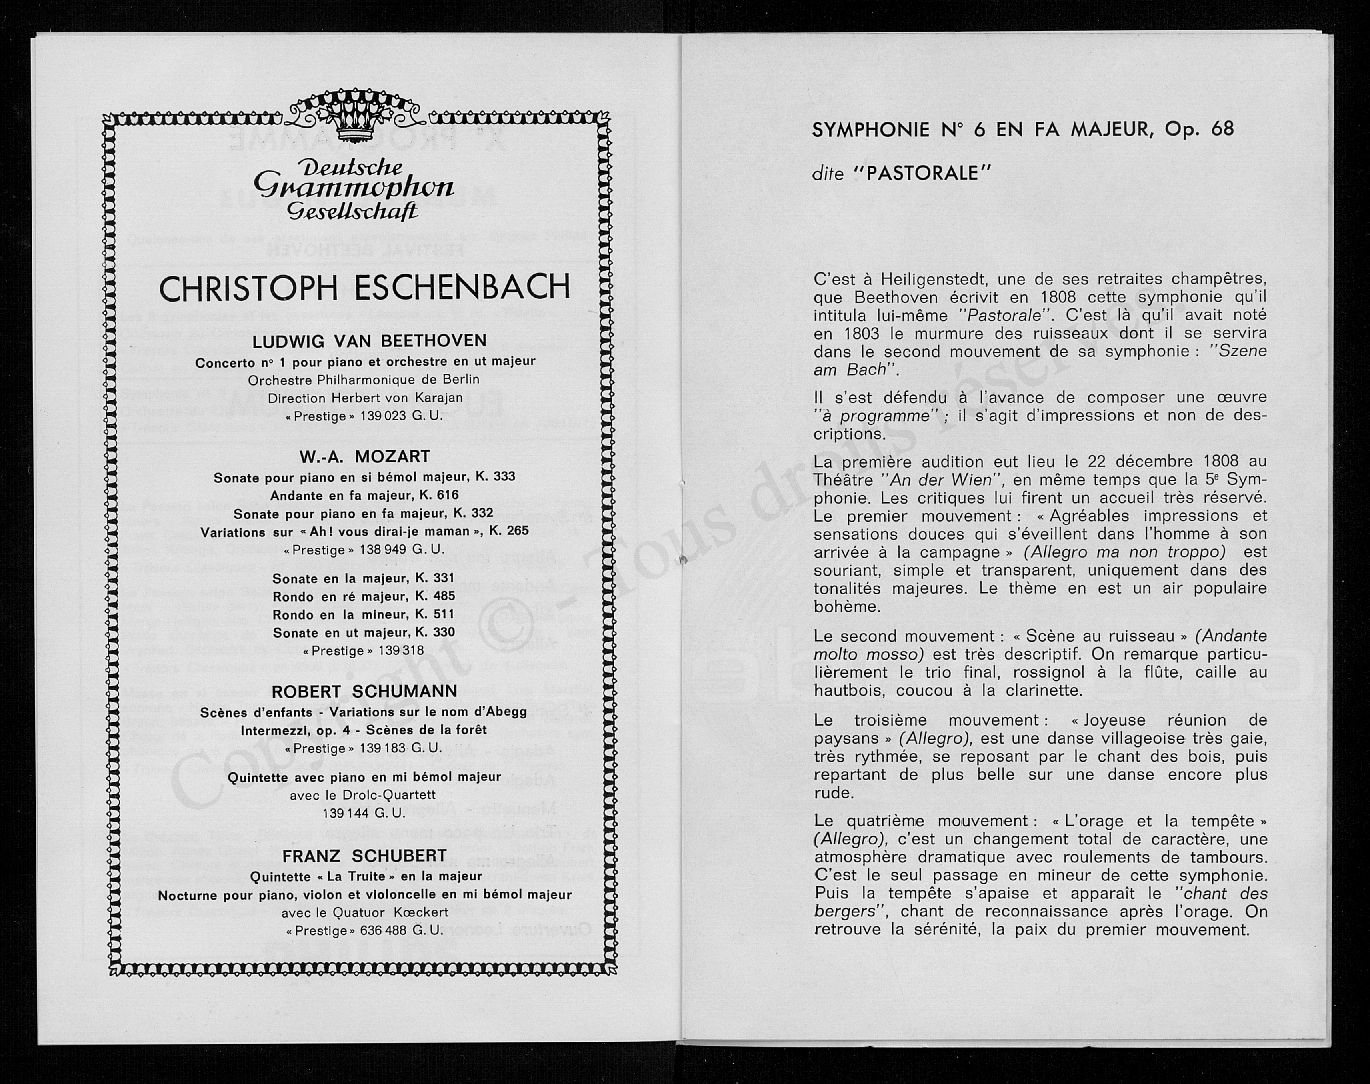 Deutsche
Grammophon
Gesellschaft
CHRISTOPH ESCHENBACH
LUDWIG VAN BEETHOVEN
Concerto n° 1 pour piano et orchestre en ut majeur
Orchestre Philharmonique de Berlin
Direction Herbert von Karajan
« Prestige » 139 023 G. U.
W.-A. MOZART
Sonate pour piano en si bémol majeur, K. 333
Andante en fa majeur, K. 616
Sonate pour piano en fa majeur, K. 332
Variations sur « Ah! vous dirai-je maman », K. 265
« Prestige » 138 949 G. U.
Sonate en la majeur, K. 331
Rondo en ré majeur, K. 485
Rondo en la mineur, K. 511
Sonate en ut majeur, K. 330
« Prestige » 139 318
ROBERT SCHUMANN
Scènes d'enfants - Variations sur le nom d'Abegg
Intermezzi, op. 4 - Scènes de la forêt
« Prestige » 139 183 G. U.
Quintette avec piano en mi bémol majeur
avec le Drolc-Quartett
139 144 G. U.
FRANZ SCHUBERT
Quintette « La Truite » en la majeur
Nocturne pour piano, violon et violoncelle en mi bémol majeur
avec le Quatuor Kœckert
« Prestige » 636 488 G. U.
SYMPHONIE N° 6 EN FA MAJEUR, Op. 68
dite "PASTORALE"
C'est à Heiligenstedt, une de ses retraites champêtres,
que Beethoven écrivit en 1808 cette symphonie qu'il
intitula lui-même "Pastorale". C'est là qu'il avait noté
en 1803 le murmure des ruisseaux dont il se servira
dans le second mouvement de sa symphonie : "Szene
am Bach".
Il s'est défendu à l'avance de composer une œuvre
"à programme" ; il s'agit d'impressions et non de des-
criptions.
La première audition eut lieu le 22 décembre 1808 au
Théâtre "An der Wien", en même temps que la 5e Sym-
phonie. Les critiques lui firent un accueil très réservé.
Le premier mouvement : « Agréables impressions et
sensations douces qui s'éveillent dans l'homme à son
arrivée à la campagne » (Allegro ma non troppo) est
souriant, simple et transparent, uniquement dans des
tonalités majeures. Le thème en est un air populaire
bohème.
Le second mouvement : « Scène au ruisseau » (Andante
molto mosso) est très descriptif. On remarque particu-
lièrement le trio final, rossignol à la flûte, caille au
hautbois, coucou à la clarinette.
Le troisième mouvement : « Joyeuse réunion de
paysans » (Allegro), est une danse villageoise très gaie,
très rythmée, se reposant par le chant des bois, puis
repartant de plus belle sur une danse encore plus
rude.
Le quatrième mouvement : « L'orage et la tempête »
(Allegro), c'est un changement total de caractère, une
atmosphère dramatique avec roulements de tambours.
C'est le seul passage en mineur de cette symphonie.
Puis la tempête s'apaise et apparaît le "chant des
bergers", chant de reconnaissance après l'orage. On
retrouve la sérénité, la paix du premier mouvement.
Copyright © - Tous droits réservés